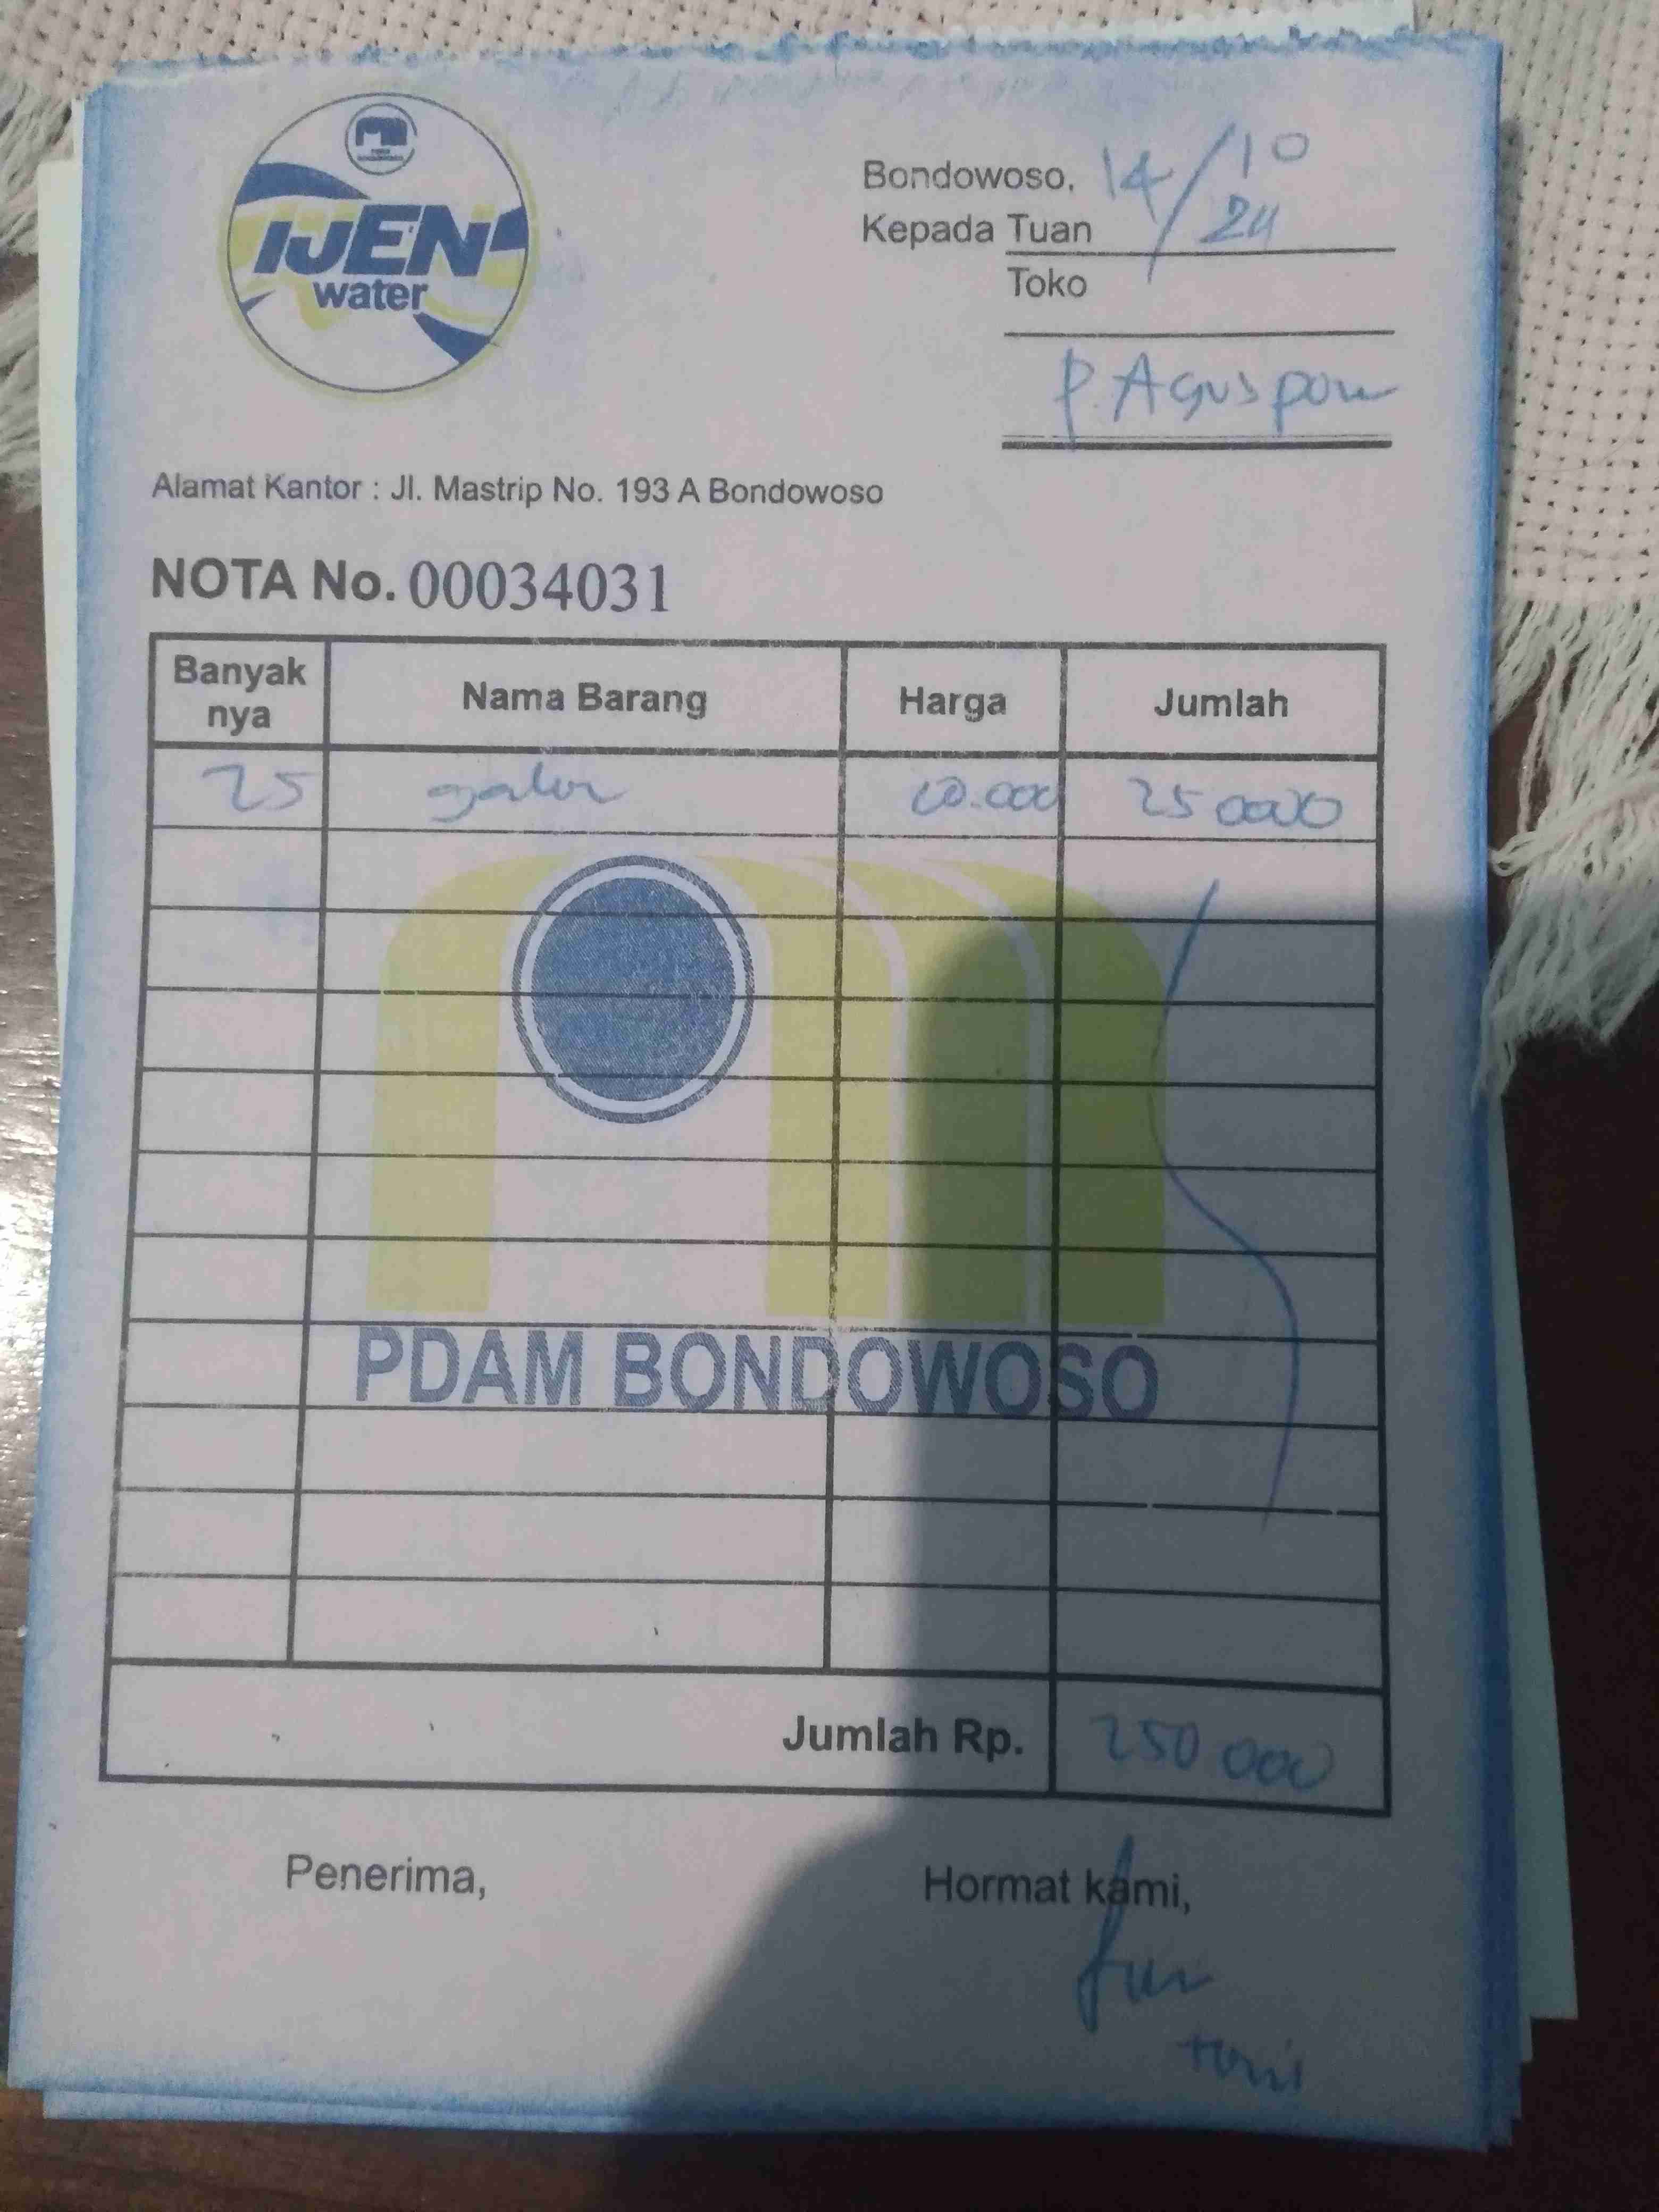 IJEN
water
Bondowoso, 14/10
24
Kepada Tuan
Toko
P. Agus
Alamat Kantor : Jl. Mastrip No. 193 A Bondowoso
NOTA No. 00034031
Banyak nya Nama Barang Harga Jumlah
25 galon 10.000 250000
PDAM BONDOWOSO
Jumlah Rp. 250 000
Penerima, Hormat kami,